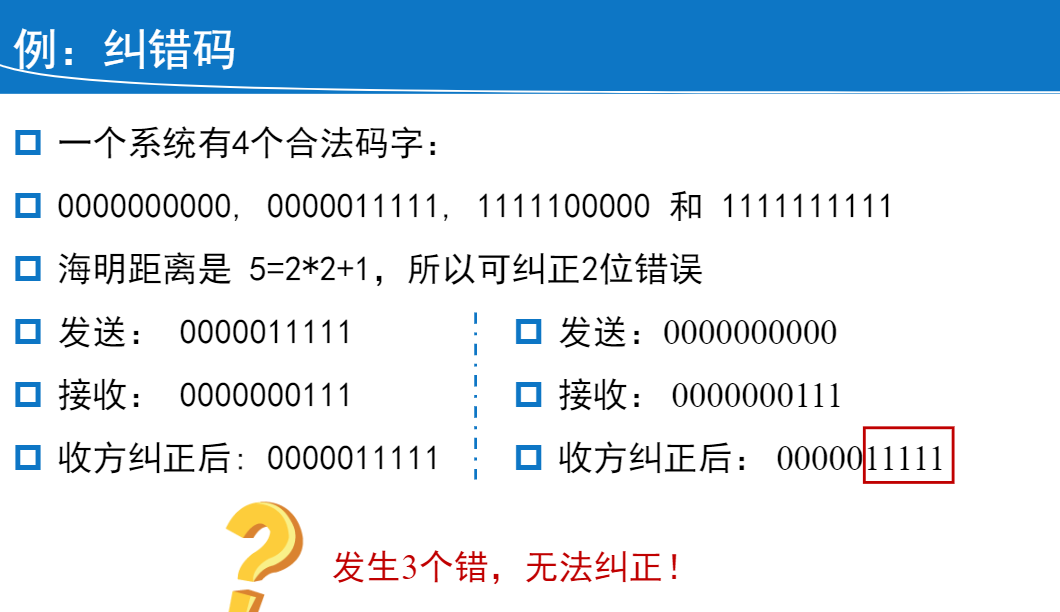 例：纠错码
一个系统有4个合法码字：
0000000000, 0000011111, 1111100000 和 1111111111
海明距离是 5=2*2+1，所以可纠正2位错误
发送： 0000011111
接收： 0000000111
收方纠正后: 0000011111
发送：0000000000
接收： 0000000111
收方纠正后： 0000011111
发生3个错，无法纠正！